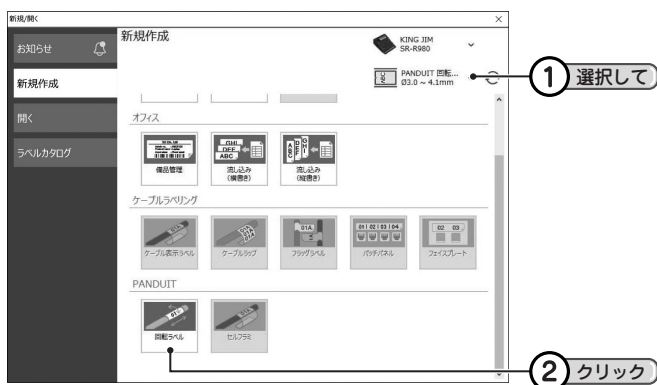 新規/開く
お知らせ
新規作成
開く
ラベルカタログ
新規作成
KING JIM
SR-R980
PANDUIT 回転...
Ø3.0 ~ 4.1mm
① 選択して
オフィス
備品管理
流し込み
(横書き)
流し込み
(縦書き)
ケーブルラベリング
ケーブル表示ラベル
ケーブルラップ
フラッグラベル
パッチパネル
フェイスプレート
PANDUIT
回転ラベル
セルフラミ
② クリック